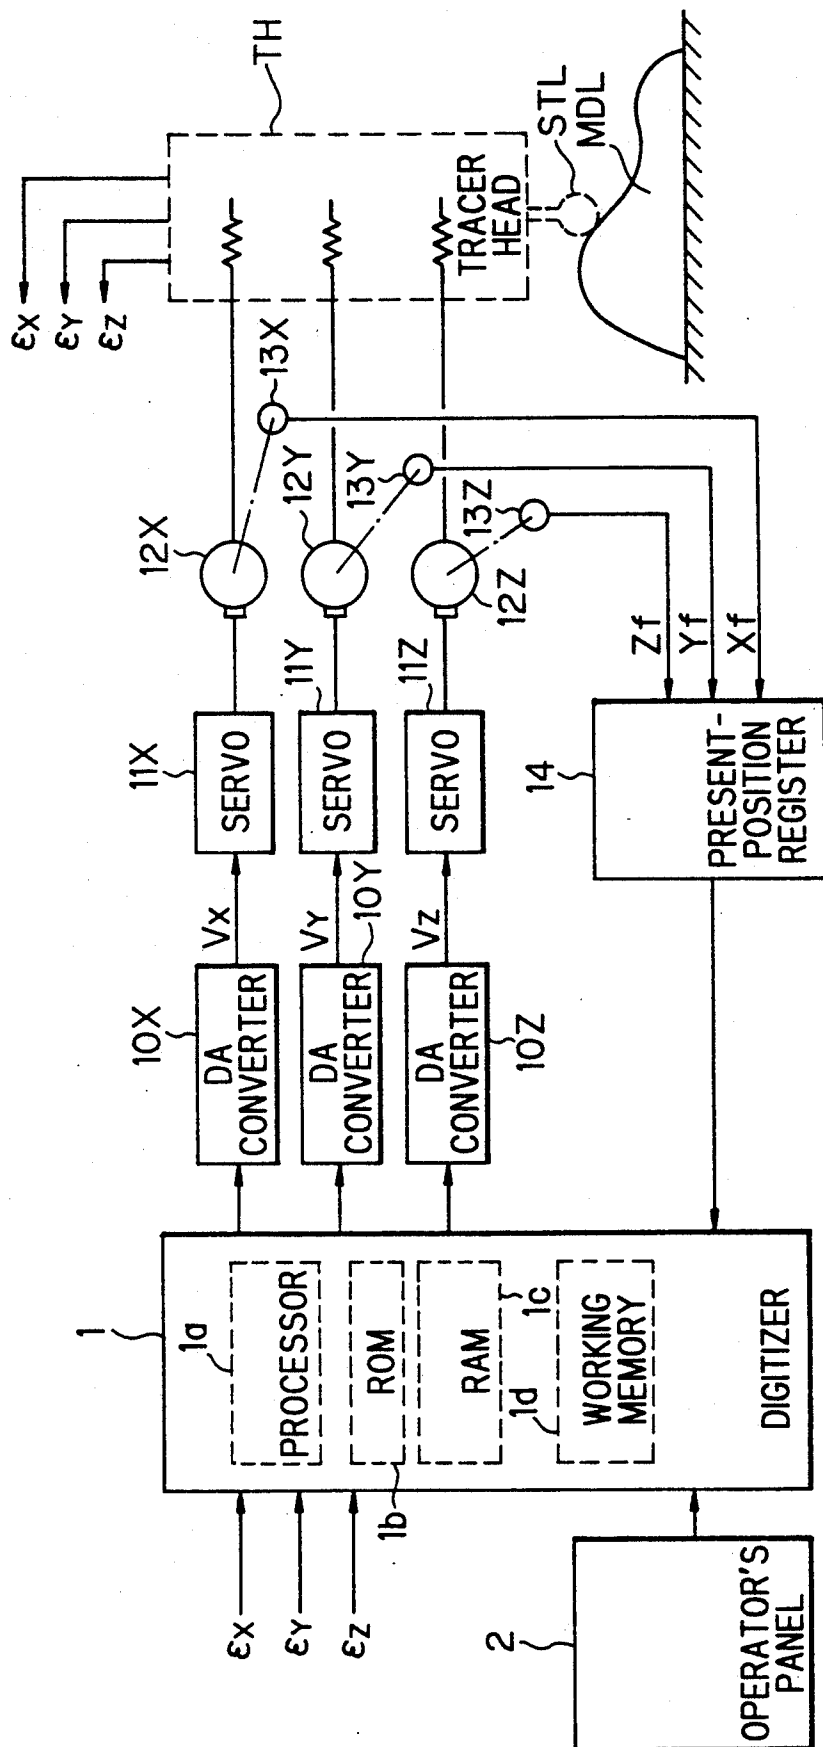 εX
εY
εZ
TH
TRACER
HEAD
STL
MDL
12X
13X
12Y
13Y
12Z
13Z
11X
SERVO
11Y
SERVO
11Z
SERVO
Zf
Yf
Xf
14
PRESENT-
POSITION
REGISTER
VX
VY
VZ
10X
DA
CONVERTER
10Y
DA
CONVERTER
10Z
DA
CONVERTER
1
1a
PROCESSOR
ROM
1b
RAM
1c
1d
WORKING
MEMORY
DIGITIZER
εX
εY
εZ
2
OPERATOR'S
PANEL